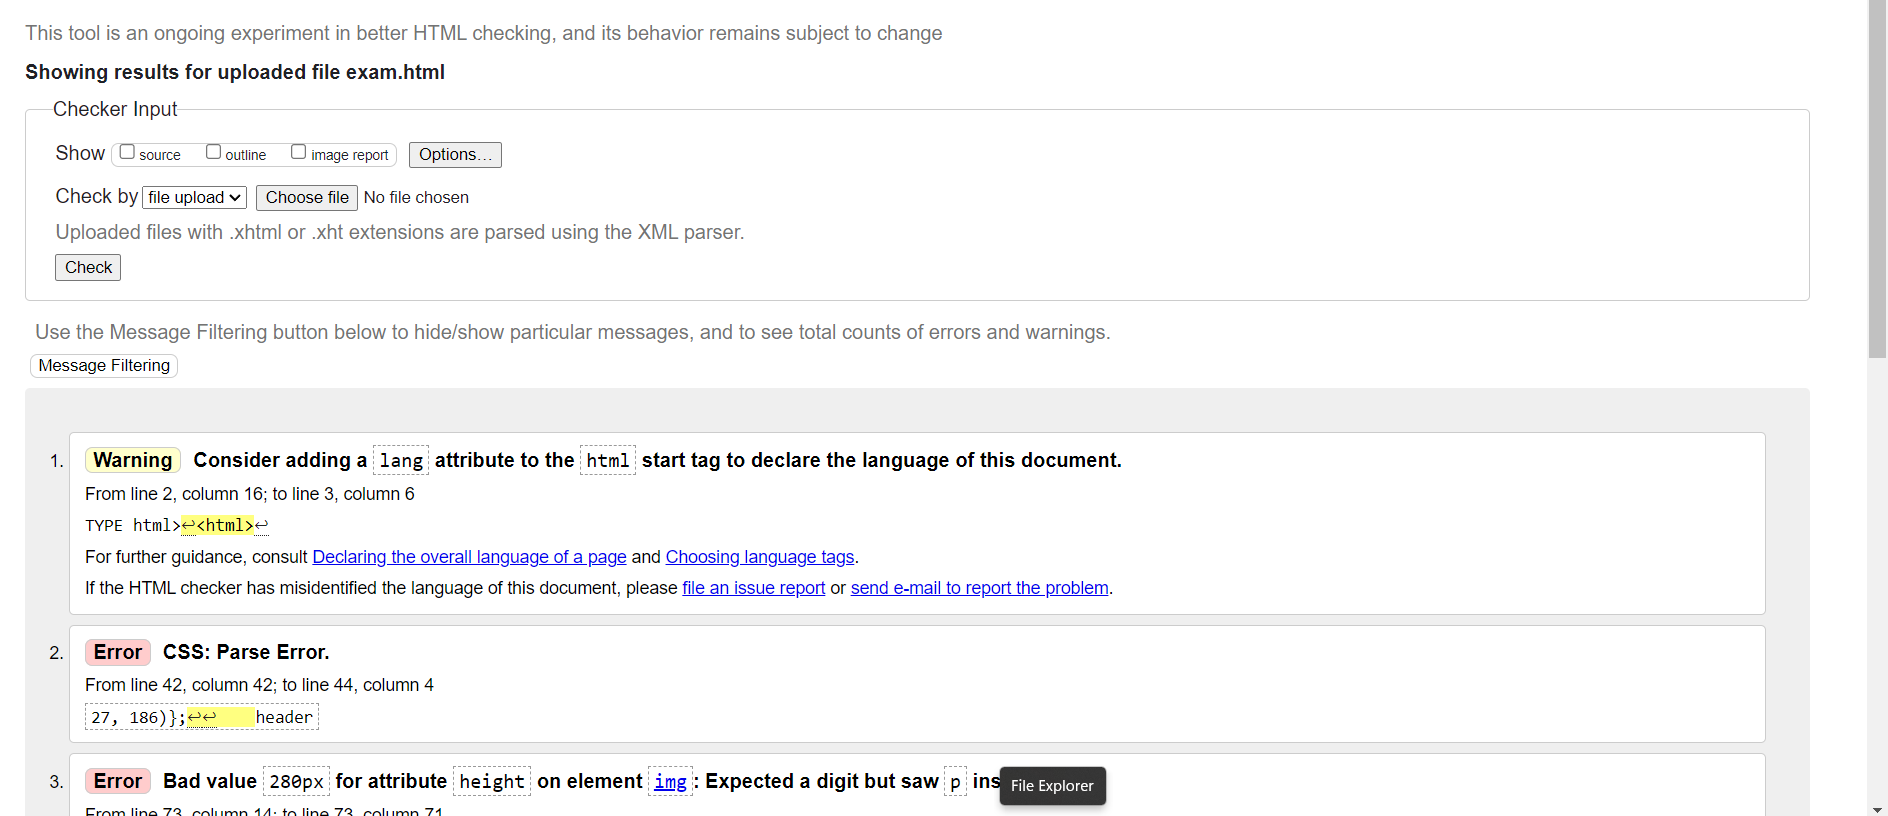 This tool is an ongoing experiment in better HTML checking, and its behavior remains subject to change
Showing results for uploaded file exam.html
Checker Input
Show source outline image report Options...
Check by file upload Choose file No file chosen
Uploaded files with .xhtml or .xht extensions are parsed using the XML parser.
Check
Use the Message Filtering button below to hide/show particular messages, and to see total counts of errors and warnings.
Message Filtering
1. Warning Consider adding a lang attribute to the html start tag to declare the language of this document.
From line 2, column 16; to line 3, column 6
TYPE html>↩<html>↩
For further guidance, consult Declaring the overall language of a page and Choosing language tags.
If the HTML checker has misidentified the language of this document, please file an issue report or send e-mail to report the problem.
2. Error CSS: Parse Error.
From line 42, column 42; to line 44, column 4
27, 186)};↩↩ header
3. Error Bad value 280px for attribute height on element img: Expected a digit but saw p ins
File Explorer
From line 73, column 14; to line 73, column 71